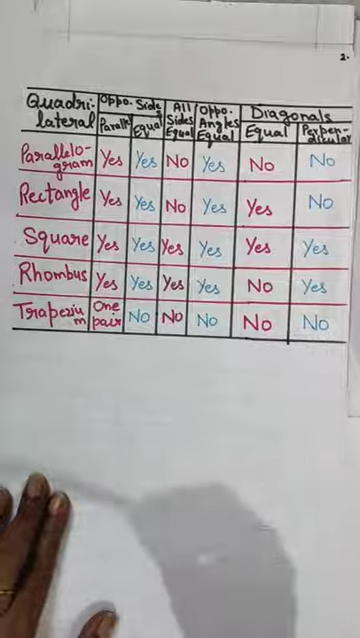 2.
Quadri- Oppo. Side All Oppo. Diagonals
lateral Parallel Equal Sides Equal Angles Equal Equal Perpen-dicular
Parallelo-gram Yes Yes No Yes No No
Rectangle Yes Yes No Yes Yes No
Square Yes Yes Yes Yes Yes Yes
Rhombus Yes Yes Yes Yes No Yes
Trapezium One pair No No No No No